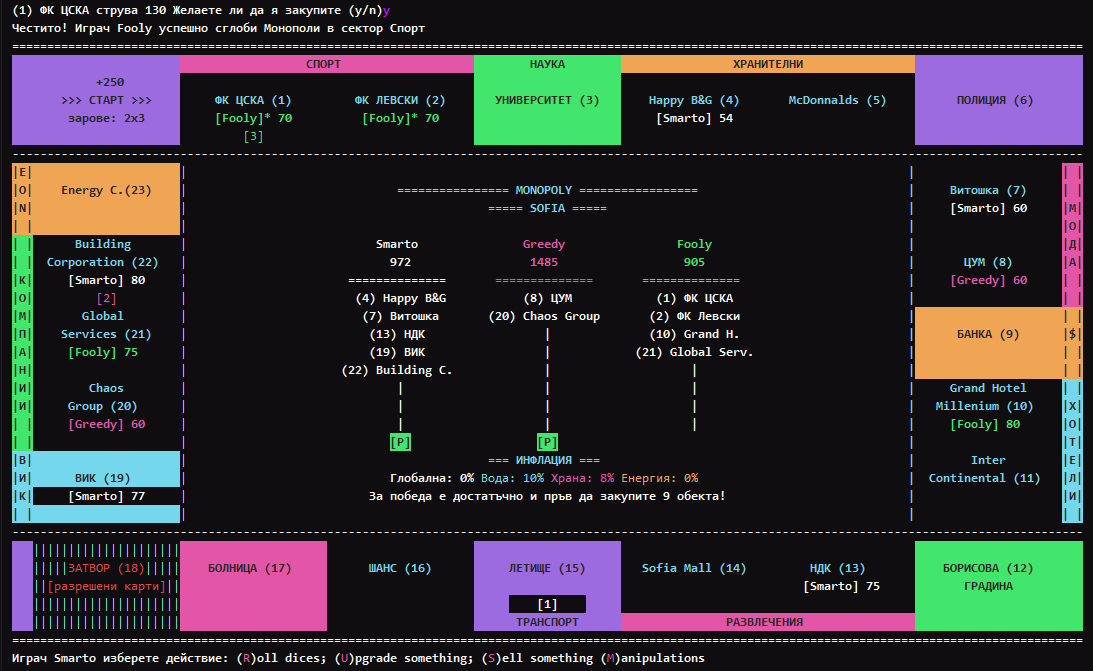 (1) ФК ЦСКА струва 130 Желаете ли да я закупите (y/n)y
Честито! Играч Fooly успешно сглоби Монополи в сектор Спорт
СПОРТ
НАУКА
ХРАНИТЕЛНИ
+250
>>> СТАРТ >>>
зарове: 2x3
ФК ЦСКА (1)
[Fooly]* 70
[3]
ФК ЛЕВСКИ (2)
[Fooly]* 70
УНИВЕРСИТЕТ (3)
Happy B&G (4)
[Smarto] 54
McDonnalds (5)
ПОЛИЦИЯ (6)
ЕОN
Energy C.(23)
КОМПАНИИ
Building
Corporation (22)
[Smarto] 80
[2]
Global
Services (21)
[Fooly] 75
Chaos
Group (20)
[Greedy] 60
ВИК
ВИК (19)
[Smarto] 77
================ MONOPOLY =================
===== SOFIA =====
Smarto Greedy Fooly
972 1485 905
============== ============== ==============
(4) Happy B&G (8) ЦУМ (1) ФК ЦСКА
(7) Витошка (20) Chaos Group (2) ФК Левски
(13) НДК (10) Grand H.
(19) ВИК (21) Global Serv.
(22) Building C.
[P] [P]
=== ИНФЛАЦИЯ ===
Глобална: 0% Вода: 10% Храна: 8% Енергия: 0%
За победа е достатъчно и пръв да закупите 9 обекта!
Витошка (7)
[Smarto] 60
ЦУМ (8)
[Greedy] 60
МОДА
БАНКА (9)
$
Grand Hotel
Millenium (10)
[Fooly] 80
Inter
Continental (11)
ХОТЕЛИ
ЗАТВОР (18)
[разрешени карти]
БОЛНИЦА (17)
ШАНС (16)
ЛЕТИЩЕ (15)
[1]
ТРАНСПОРТ
Sofia Mall (14)
НДК (13)
[Smarto] 75
РАЗВЛЕЧЕНИЯ
БОРИСОВА (12)
ГРАДИНА
Играч Smarto изберете действие: (R)oll dices; (U)pgrade something; (S)ell something (M)anipulations